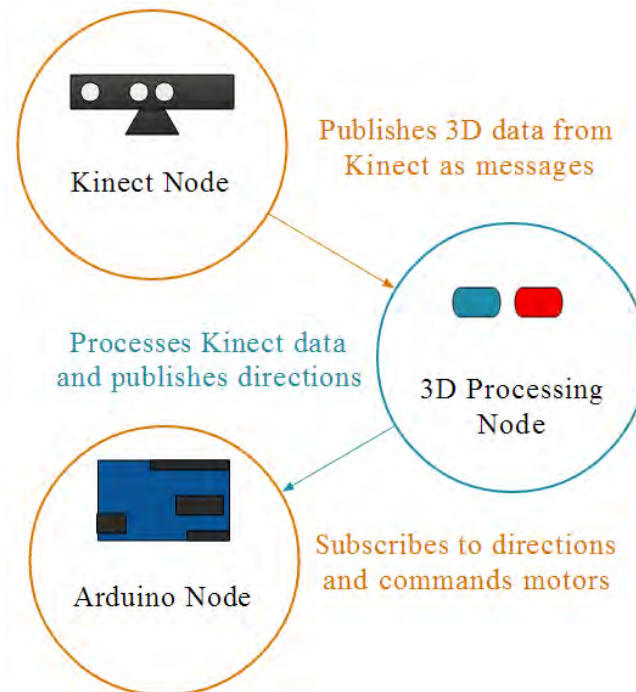 Kinect Node
Publishes 3D data from
Kinect as messages
Processes Kinect data
and publishes directions
3D Processing
Node
Arduino Node
Subscribes to directions
and commands motors